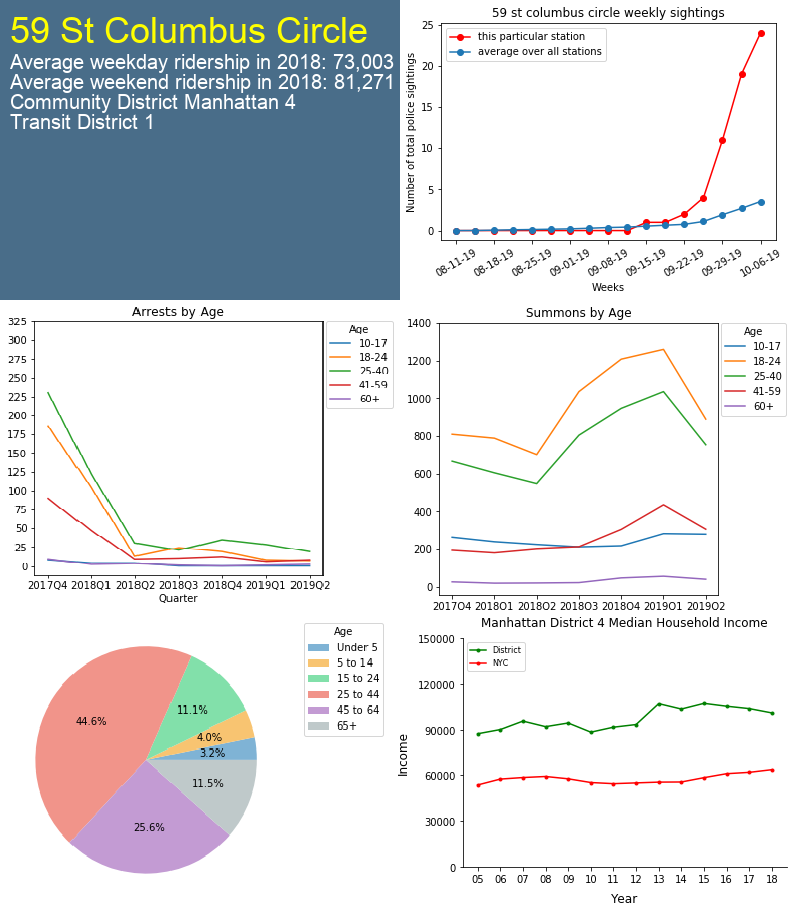 59 St Columbus Circle
Average weekday ridership in 2018: 73,003
Average weekend ridership in 2018: 81,271
Community District Manhattan 4
Transit District 1
59 st columbus circle weekly sightings
this particular station
average over all stations
Number of total police sightings
25
20
15
10
5
0
08-11-19
08-18-19
08-25-19
09-01-19
09-08-19
09-15-19
09-22-19
09-29-19
10-06-19
Weeks
Arrests by Age
325
300
275
250
225
200
175
150
125
100
75
50
25
0
2017Q4 2018Q1 2018Q2 2018Q3 2018Q4 2019Q1 2019Q2
Quarter
Age
10-17
18-24
25-40
41-59
60+
Summons by Age
1400
1200
1000
800
600
400
200
0
2017Q4 2018Q1 2018Q2 2018Q3 2018Q4 2019Q1 2019Q2
Age
10-17
18-24
25-40
41-59
60+
Age
Under 5
5 to 14
15 to 24
25 to 44
45 to 64
65+
44.6%
11.1%
4.0%
3.2%
11.5%
25.6%
Manhattan District 4 Median Household Income
District
NYC
Income
150000
120000
90000
60000
30000
0
05 06 07 08 09 10 11 12 13 14 15 16 17 18
Year